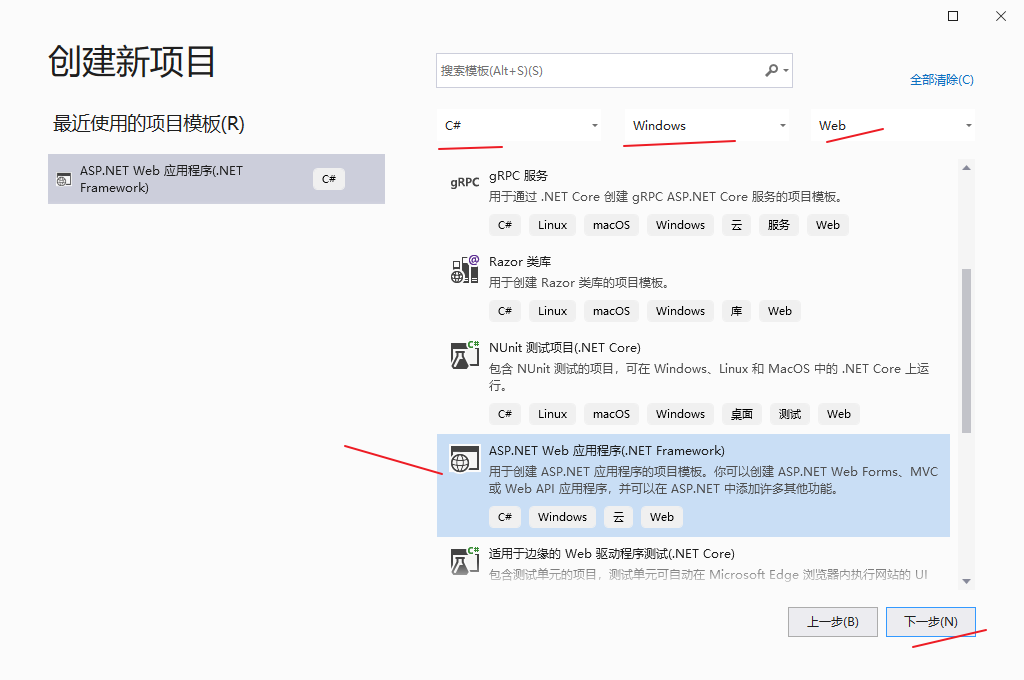 创建新项目
最近使用的项目模板(R)
ASP.NET Web 应用程序(.NET
Framework)
C#
搜索模板(Alt+S)(S)
全部清除(C)
C#
Windows
Web
gRPC
gRPC 服务
用于通过 .NET Core 创建 gRPC ASP.NET Core 服务的项目模板。
C# Linux macOS Windows 云 服务 Web
Razor 类库
用于创建 Razor 类库的项目模板。
C# Linux macOS Windows 库 Web
NUnit 测试项目(.NET Core)
包含 NUnit 测试的项目，可在 Windows、Linux 和 MacOS 中的 .NET Core 上运
行。
C# Linux macOS Windows 桌面 测试 Web
ASP.NET Web 应用程序(.NET Framework)
用于创建 ASP.NET 应用程序的项目模板。你可以创建 ASP.NET Web Forms、MVC
或 Web API 应用程序，并可以在 ASP.NET 中添加许多其他功能。
C# Windows 云 Web
适用于边缘的 Web 驱动程序测试(.NET Core)
包含测试单元的项目，测试单元可自动在 Microsoft Edge 浏览器内执行网站的 UI
上一步(B)
下一步(N)